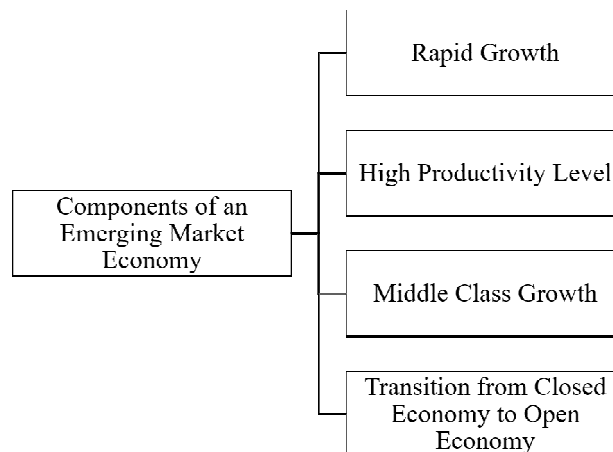 Rapid Growth
High Productivity Level
Components of an
Emerging Market
Economy
Middle Class Growth
Transition from Closed
Economy to Open
Economy